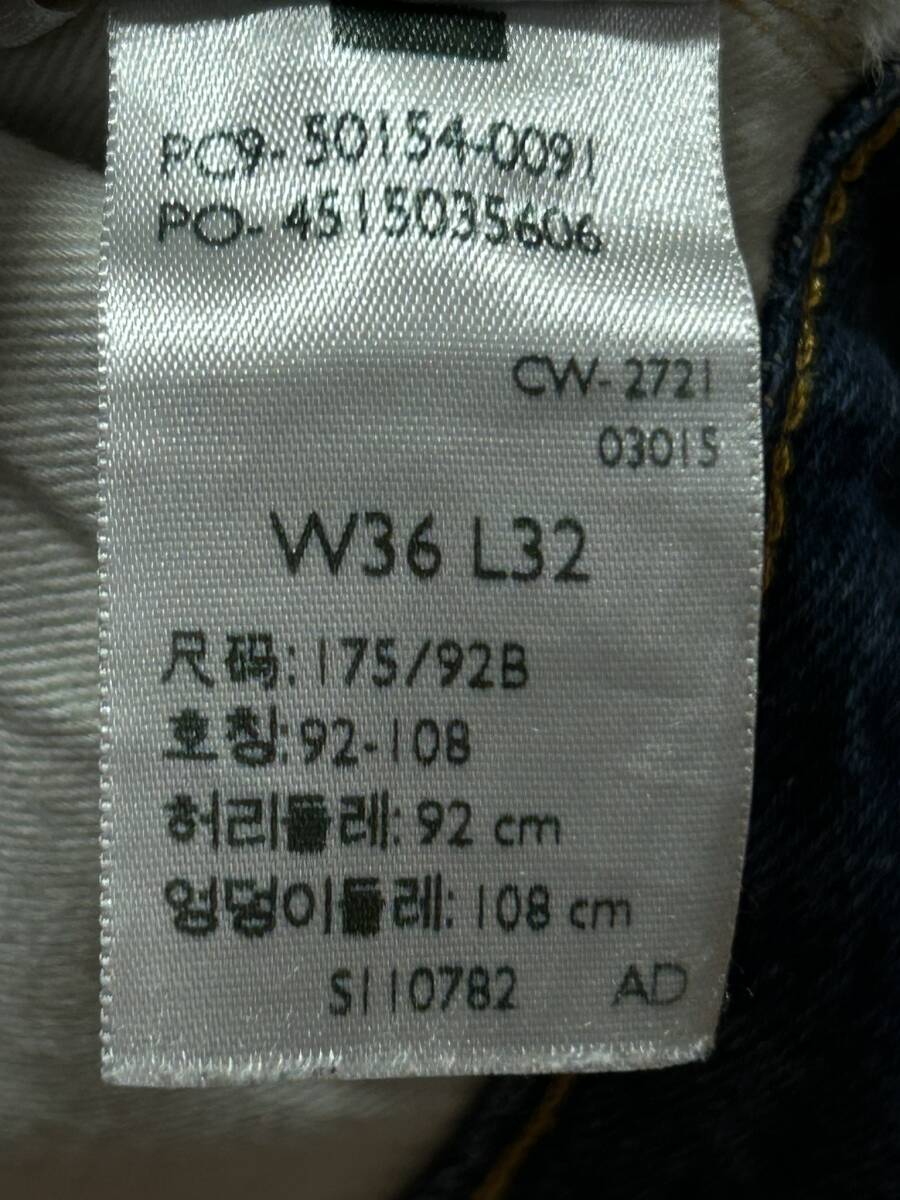 PC9- 50154-0091
PO- 4515035606
CW- 2721
03015
W36 L32
尺码: 175/92B
호칭: 92-108
허리둘레: 92 cm
엉덩이둘레: 108 cm
S110782 AD